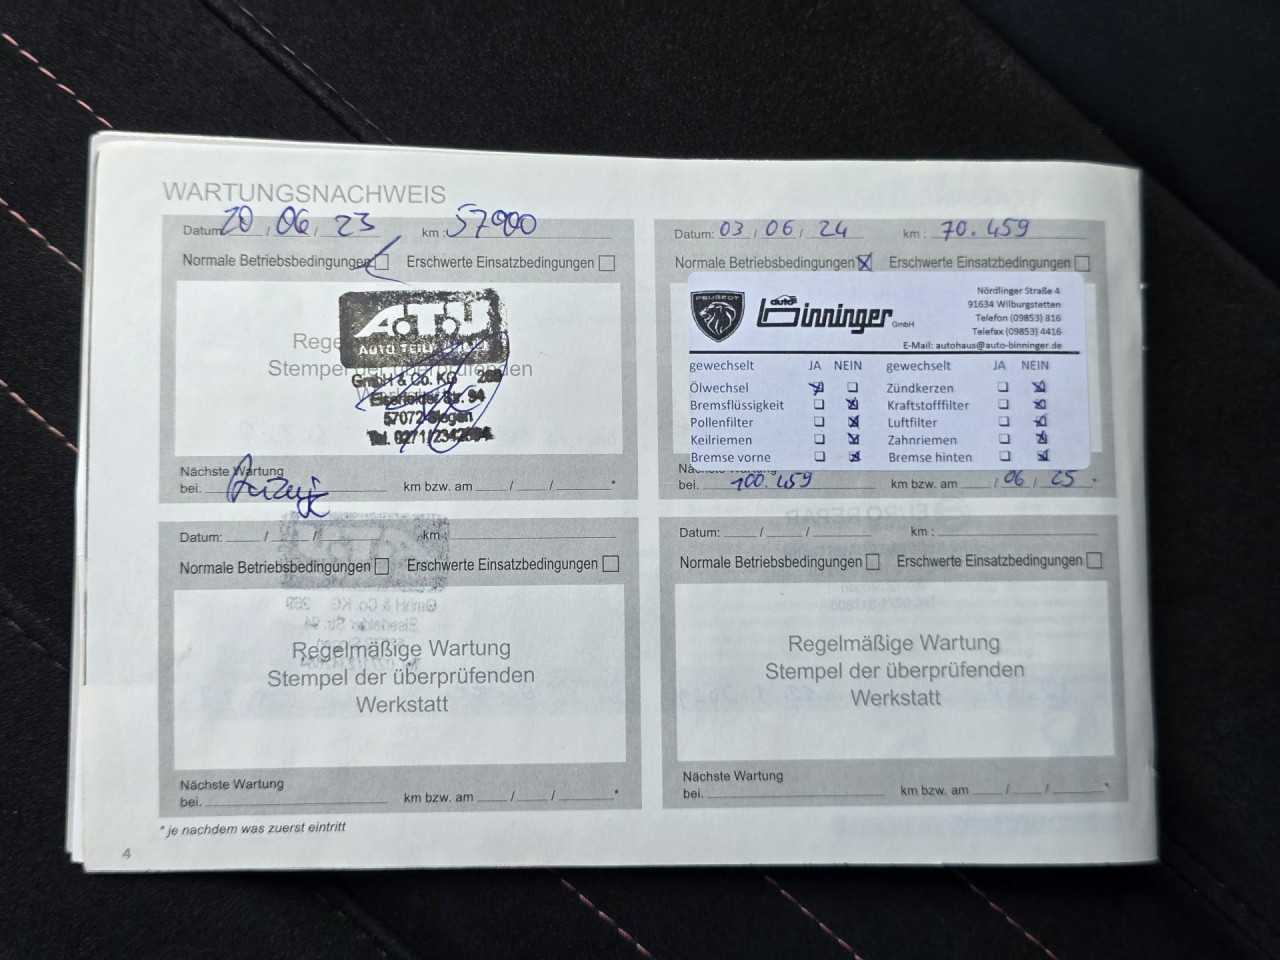 WARTUNGSNACHWEIS
Datum 20, 06, 23 km: 57900
Normale Betriebsbedingungen Erschwerte Einsatzbedingungen
AUTO TEILE
Stempel der überprüfenden
GmbH & Co. KG
Eiserfelder Str. 94
57072 Siegen
Tel. 0271/
Nächste Wartung
bei. Anzeige km bzw. am / / *
Datum: 03, 06, 24 km: 70.459
Normale Betriebsbedingungen Erschwerte Einsatzbedingungen
PEUGEOT
auto Binninger GmbH
Nördlinger Straße 4
91634 Wilburgstetten
Telefon (09853) 816
Telefax (09853) 4416
E-Mail: autohaus@auto-binninger.de
gewechselt JA NEIN gewechselt JA NEIN
Ölwechsel Zündkerzen
Bremsflüssigkeit Kraftstofffilter
Pollenfilter Luftfilter
Keilriemen Zahnriemen
Bremse vorne Bremse hinten
bei. 100.459 km bzw. am , 06, 25 *
Datum: / / km:
Normale Betriebsbedingungen Erschwerte Einsatzbedingungen
Regelmäßige Wartung
Stempel der überprüfenden
Werkstatt
Nächste Wartung
bei. km bzw. am / / *
Datum: / / km :
Normale Betriebsbedingungen Erschwerte Einsatzbedingungen
Regelmäßige Wartung
Stempel der überprüfenden
Werkstatt
Nächste Wartung
bei. km bzw. am / / *
* je nachdem was zuerst eintritt
4